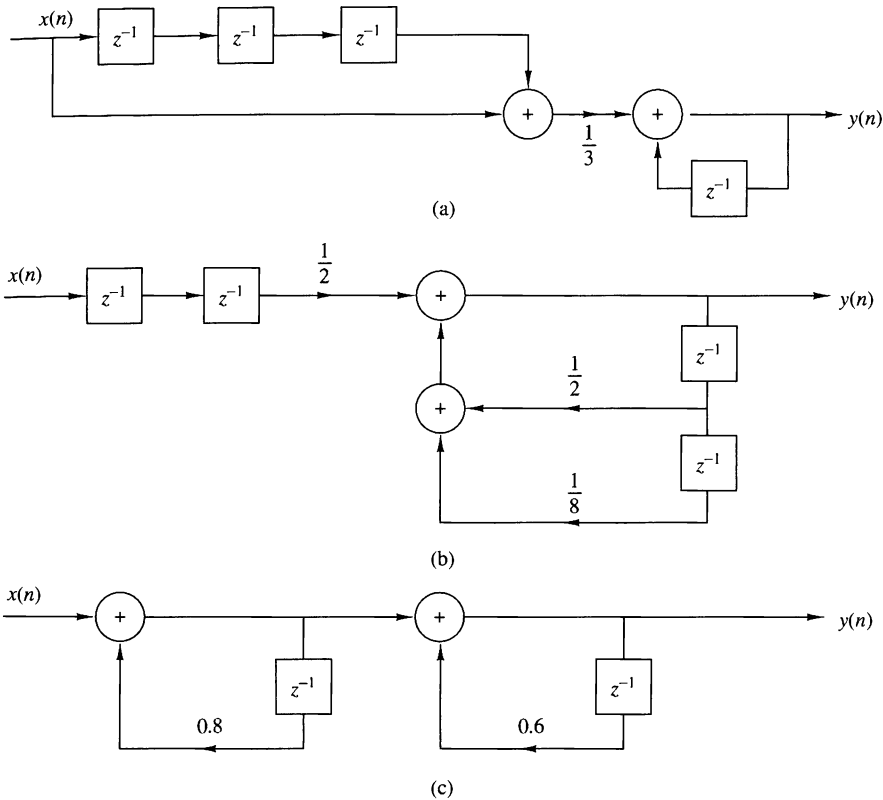 x(n)
z⁻¹ z⁻¹ z⁻¹
+ + y(n)
1/3
z⁻¹
(a)
x(n) 1/2
z⁻¹ z⁻¹ + y(n)
z⁻¹
1/2
+
z⁻¹
1/8
(b)
x(n)
+ + y(n)
z⁻¹ z⁻¹
0.8 0.6
(c)